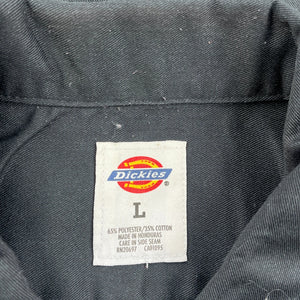 Dickies ®
L
65% POLYESTER/35% COTTON
MADE IN HONDURAS
CARE IN SIDE SEAM
RN20697 CA01095